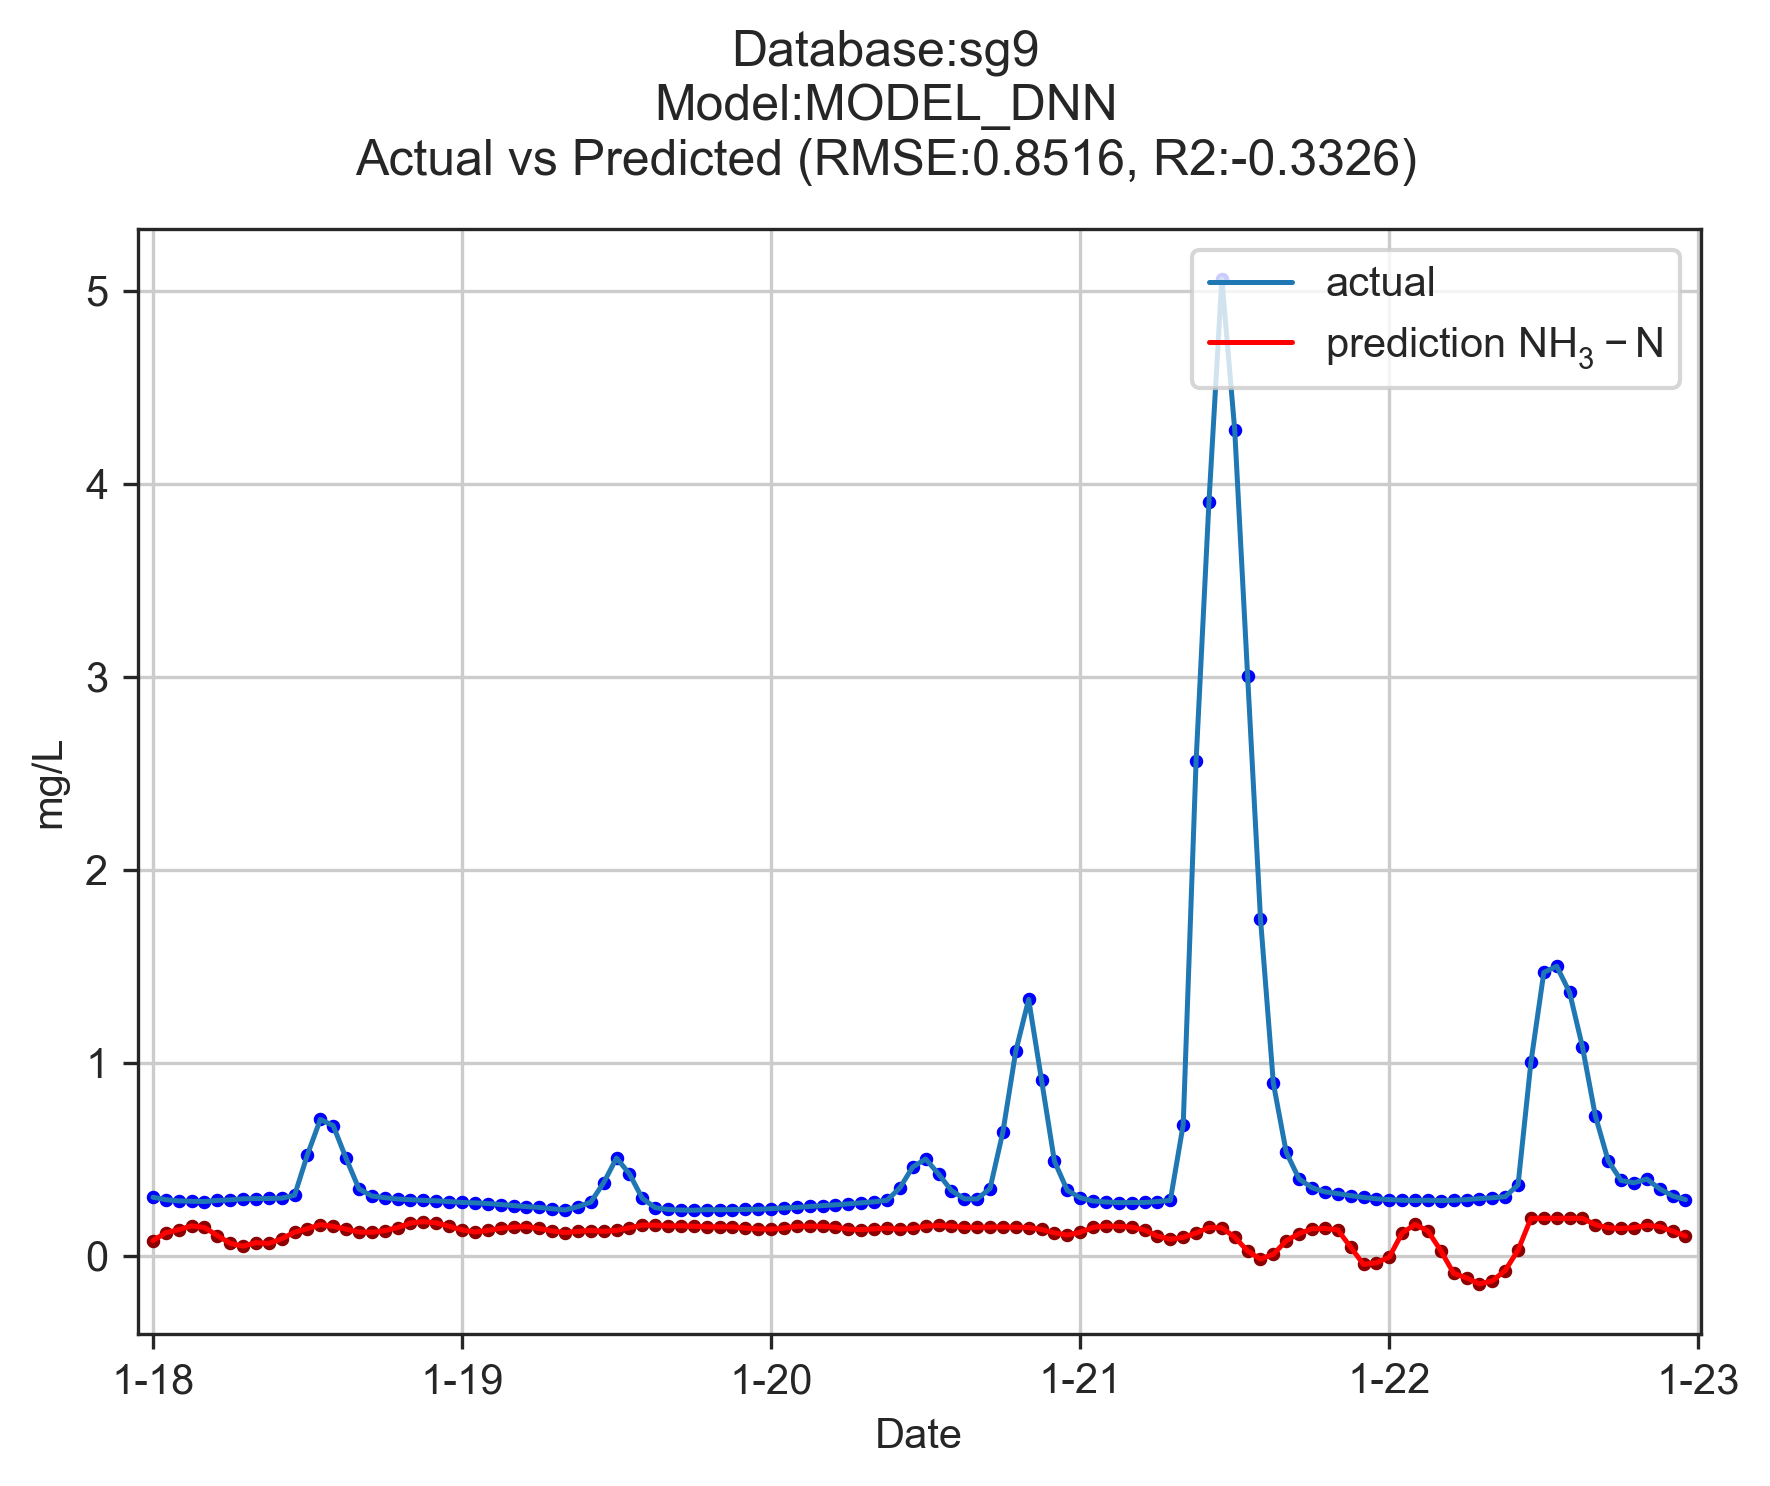 Database:sg9
Model:MODEL_DNN
Actual vs Predicted (RMSE:0.8516, R2:-0.3326)
actual
prediction NH₃ − N
5
4
3
2
1
0
mg/L
1-18 1-19 1-20 1-21 1-22 1-23
Date